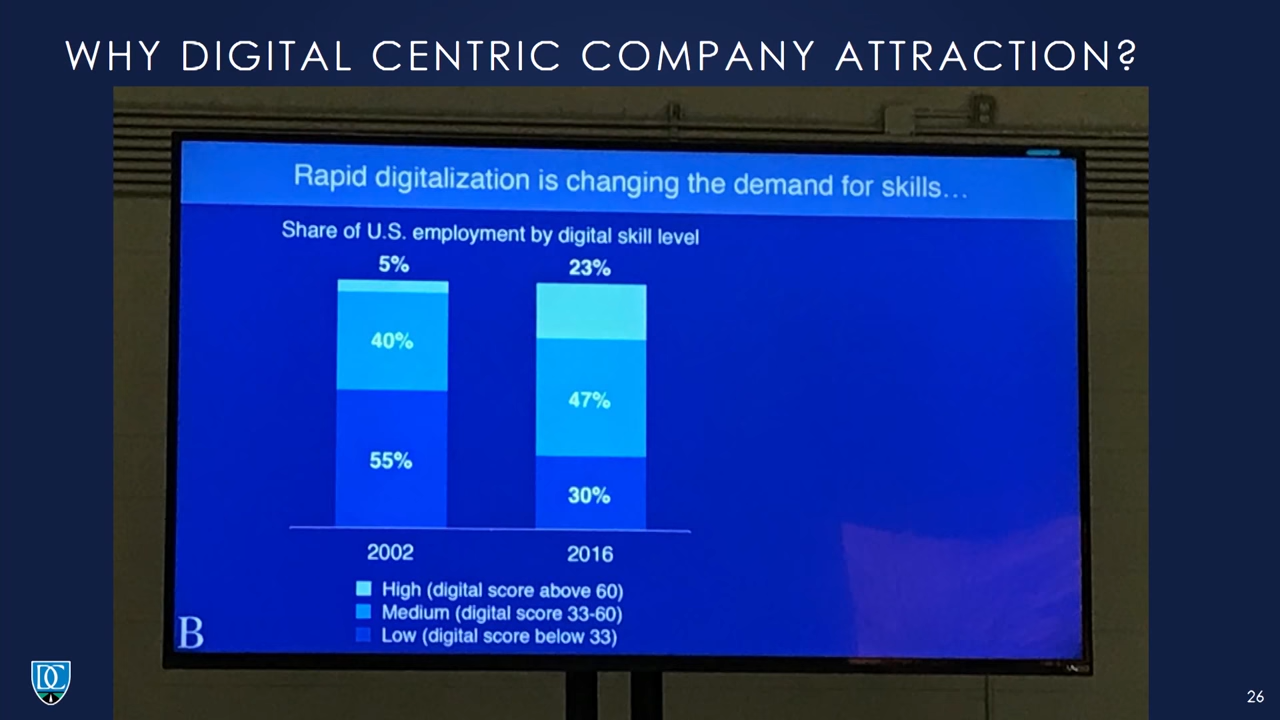 WHY DIGITAL CENTRIC COMPANY ATTRACTION?
Rapid digitalization is changing the demand for skills...
Share of U.S. employment by digital skill level
5%
23%
40%
47%
55%
30%
2002
2016
High (digital score above 60)
Medium (digital score 33-60)
Low (digital score below 33)
B
DC
26